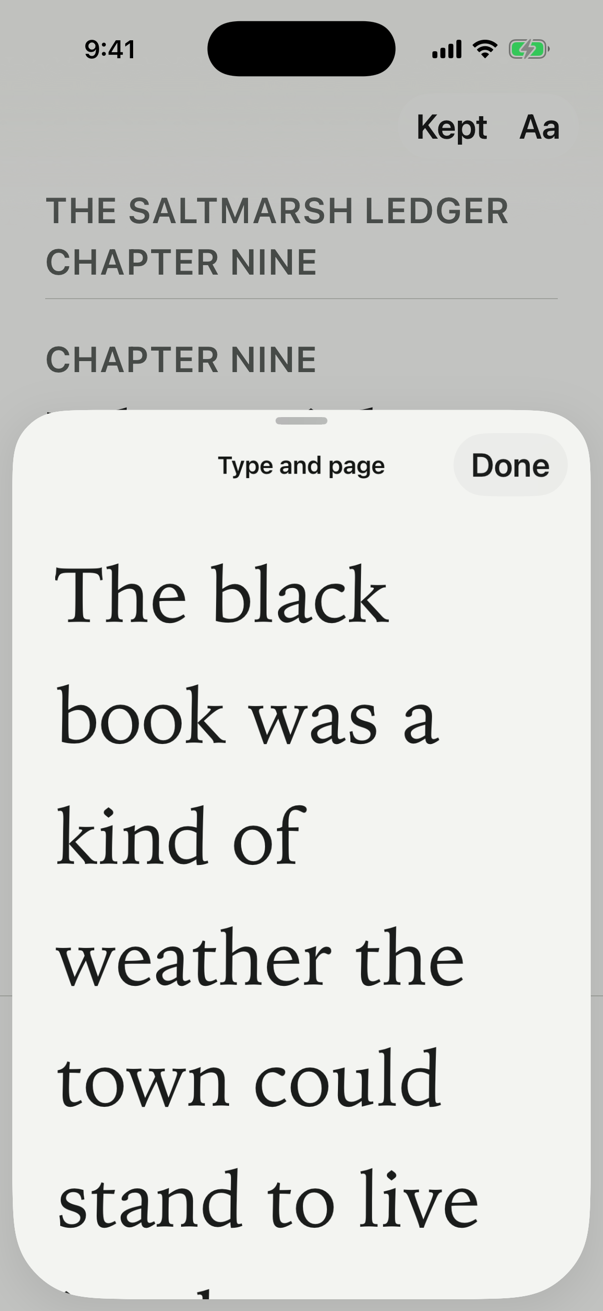 9:41
Kept Aa
THE SALTMARSH LEDGER
CHAPTER NINE
CHAPTER NINE
Type and page
Done
The black
book was a
kind of
weather the
town could
stand to live